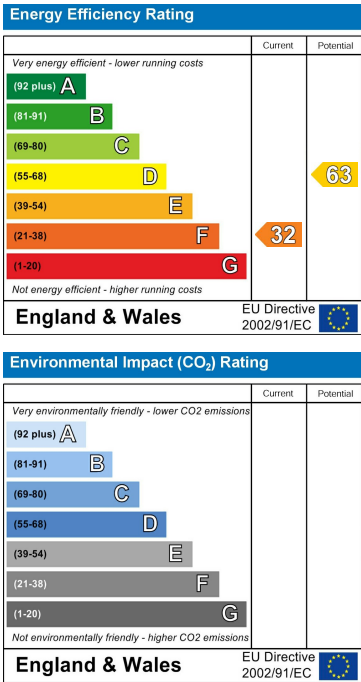 Energy Efficiency Rating
Current Potential
Very energy efficient - lower running costs
(92 plus) A
(81-91) B
(69-80) C
(55-68) D
63
(39-54) E
(21-38) F
32
(1-20) G
Not energy efficient - higher running costs
England & Wales
EU Directive
2002/91/EC
Environmental Impact (CO₂) Rating
Current Potential
Very environmentally friendly - lower CO2 emissions
(92 plus) A
(81-91) B
(69-80) C
(55-68) D
(39-54) E
(21-38) F
(1-20) G
Not environmentally friendly - higher CO2 emissions
England & Wales
EU Directive
2002/91/EC